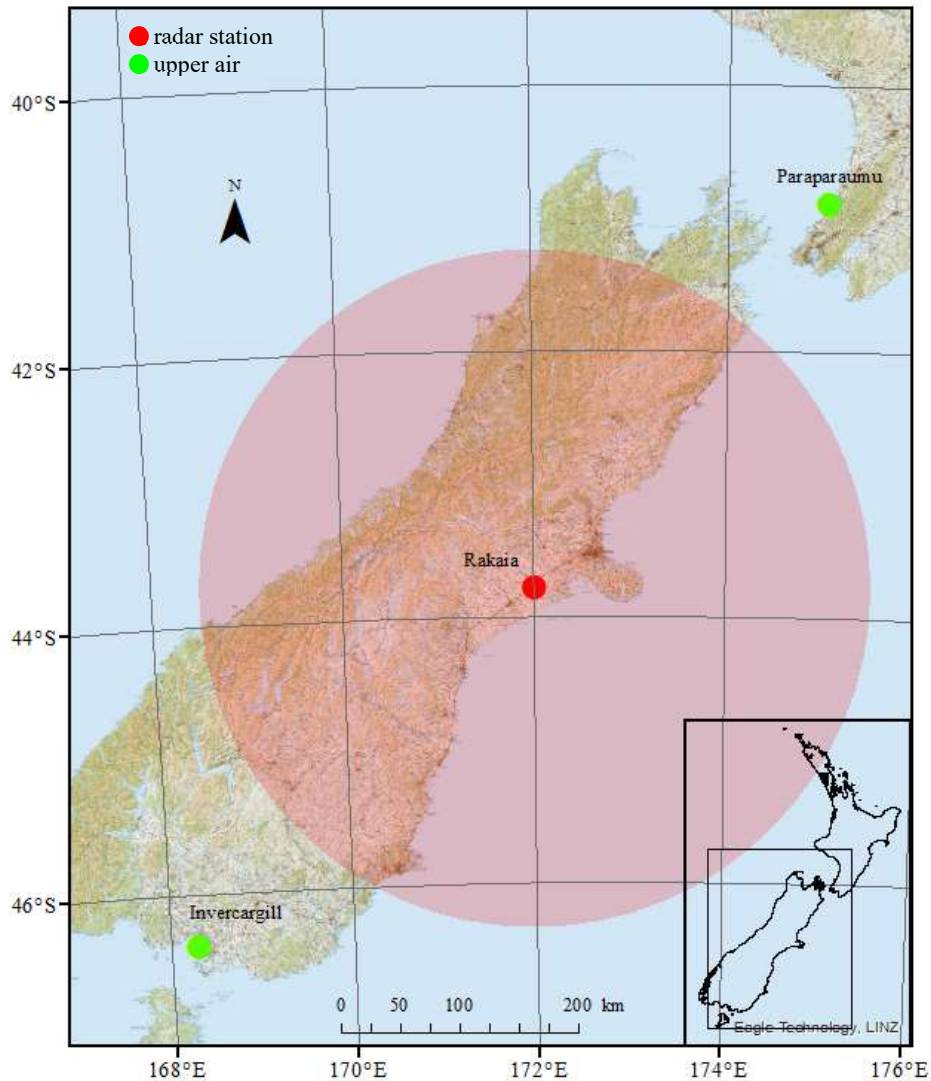 radar station
upper air
40°S
N
Paraparaumu
42°S
Rakaia
44°S
46°S
Invercargill
0 50 100 200 km
Eagle Technology, LINZ
168°E 170°E 172°E 174°E 176°E